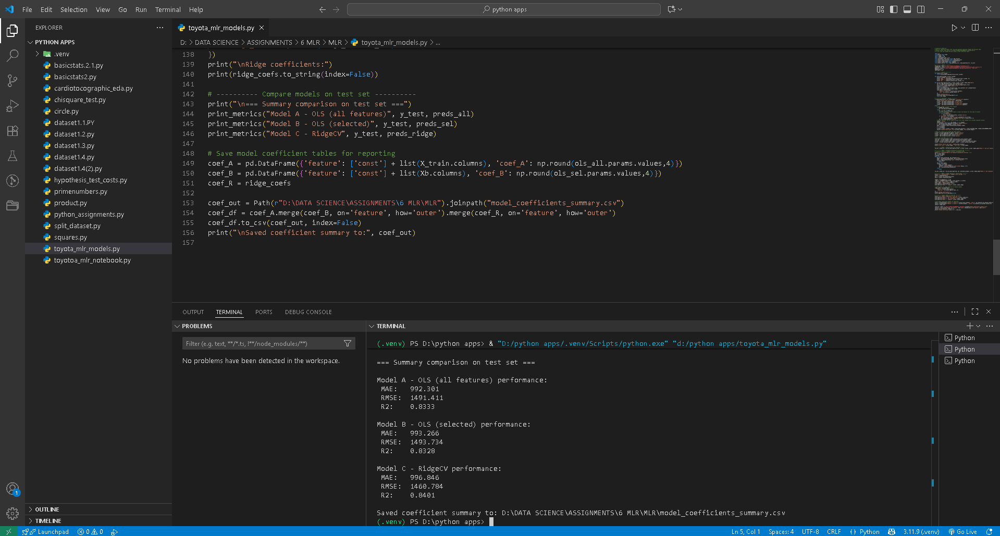 File Edit Selection View Go Run Terminal Help
python apps
EXPLORER
PYTHON APPS
.venv
basicstats.2.1.py
basicstats2.py
cardiotocographic_eda.py
chisquare_test.py
circle.py
dataset1.1.PY
dataset1.2.py
dataset1.3.py
dataset1.4.py
dataset1.4(2).py
hypothesis_test_costs.py
primenumbers.py
product.py
python_assignments.py
split_dataset.py
squares.py
toyota_mlr_models.py
toyotoa_mlr_notebook.py
OUTLINE
TIMELINE
1
toyota_mlr_models.py
D: > DATA SCIENCE > ASSIGNMENTS > 6 MLR > MLR > toyota_mlr_models.py > ...
138 })
139 print("\nRidge coefficients:")
140 print(ridge_coefs.to_string(index=False))
141
142 # ---------- Compare models on test set ----------
143 print("\n=== Summary comparison on test set ===")
144 print_metrics("Model A - OLS (all features)", y_test, preds_all)
145 print_metrics("Model B - OLS (selected)", y_test, preds_sel)
146 print_metrics("Model C - RidgeCV", y_test, preds_ridge)
147
148 # Save model coefficient tables for reporting
149 coef_A = pd.DataFrame({'feature': ['const'] + list(X_train.columns), 'coef_A': np.round(ols_all.params.values,4)})
150 coef_B = pd.DataFrame({'feature': ['const'] + list(Xb.columns), 'coef_B': np.round(ols_sel.params.values,4)})
151 coef_R = ridge_coefs
152
153 coef_out = Path(r"D:\DATA SCIENCE\ASSIGNMENTS\6 MLR\MLR").joinpath("model_coefficients_summary.csv")
154 coef_df = coef_A.merge(coef_B, on='feature', how='outer').merge(coef_R, on='feature', how='outer')
155 coef_df.to_csv(coef_out, index=False)
156 print("\nSaved coefficient summary to:", coef_out)
157
OUTPUT TERMINAL PORTS DEBUG CONSOLE
PROBLEMS
Filter (e.g. text, **/*.ts, !**/node_modules/**)
No problems have been detected in the workspace.
TERMINAL
(.venv) PS D:\python apps> & "D:/python apps/.venv/Scripts/python.exe" "d:/python apps/toyota_mlr_models.py"
=== Summary comparison on test set ===
Model A - OLS (all features) performance:
MAE: 992.301
RMSE: 1491.411
R2: 0.8333
Model B - OLS (selected) performance:
MAE: 993.266
RMSE: 1493.734
R2: 0.8328
Model C - RidgeCV performance:
MAE: 996.846
RMSE: 1460.784
R2: 0.8401
Saved coefficient summary to: D:\DATA SCIENCE\ASSIGNMENTS\6 MLR\MLR\model_coefficients_summary.csv
(.venv) PS D:\python apps>
Python
Python
Python
Launchpad 0 0
Ln 5, Col 1 Spaces: 4 UTF-8 CRLF { } Python 3.11.9 (.venv) Go Live